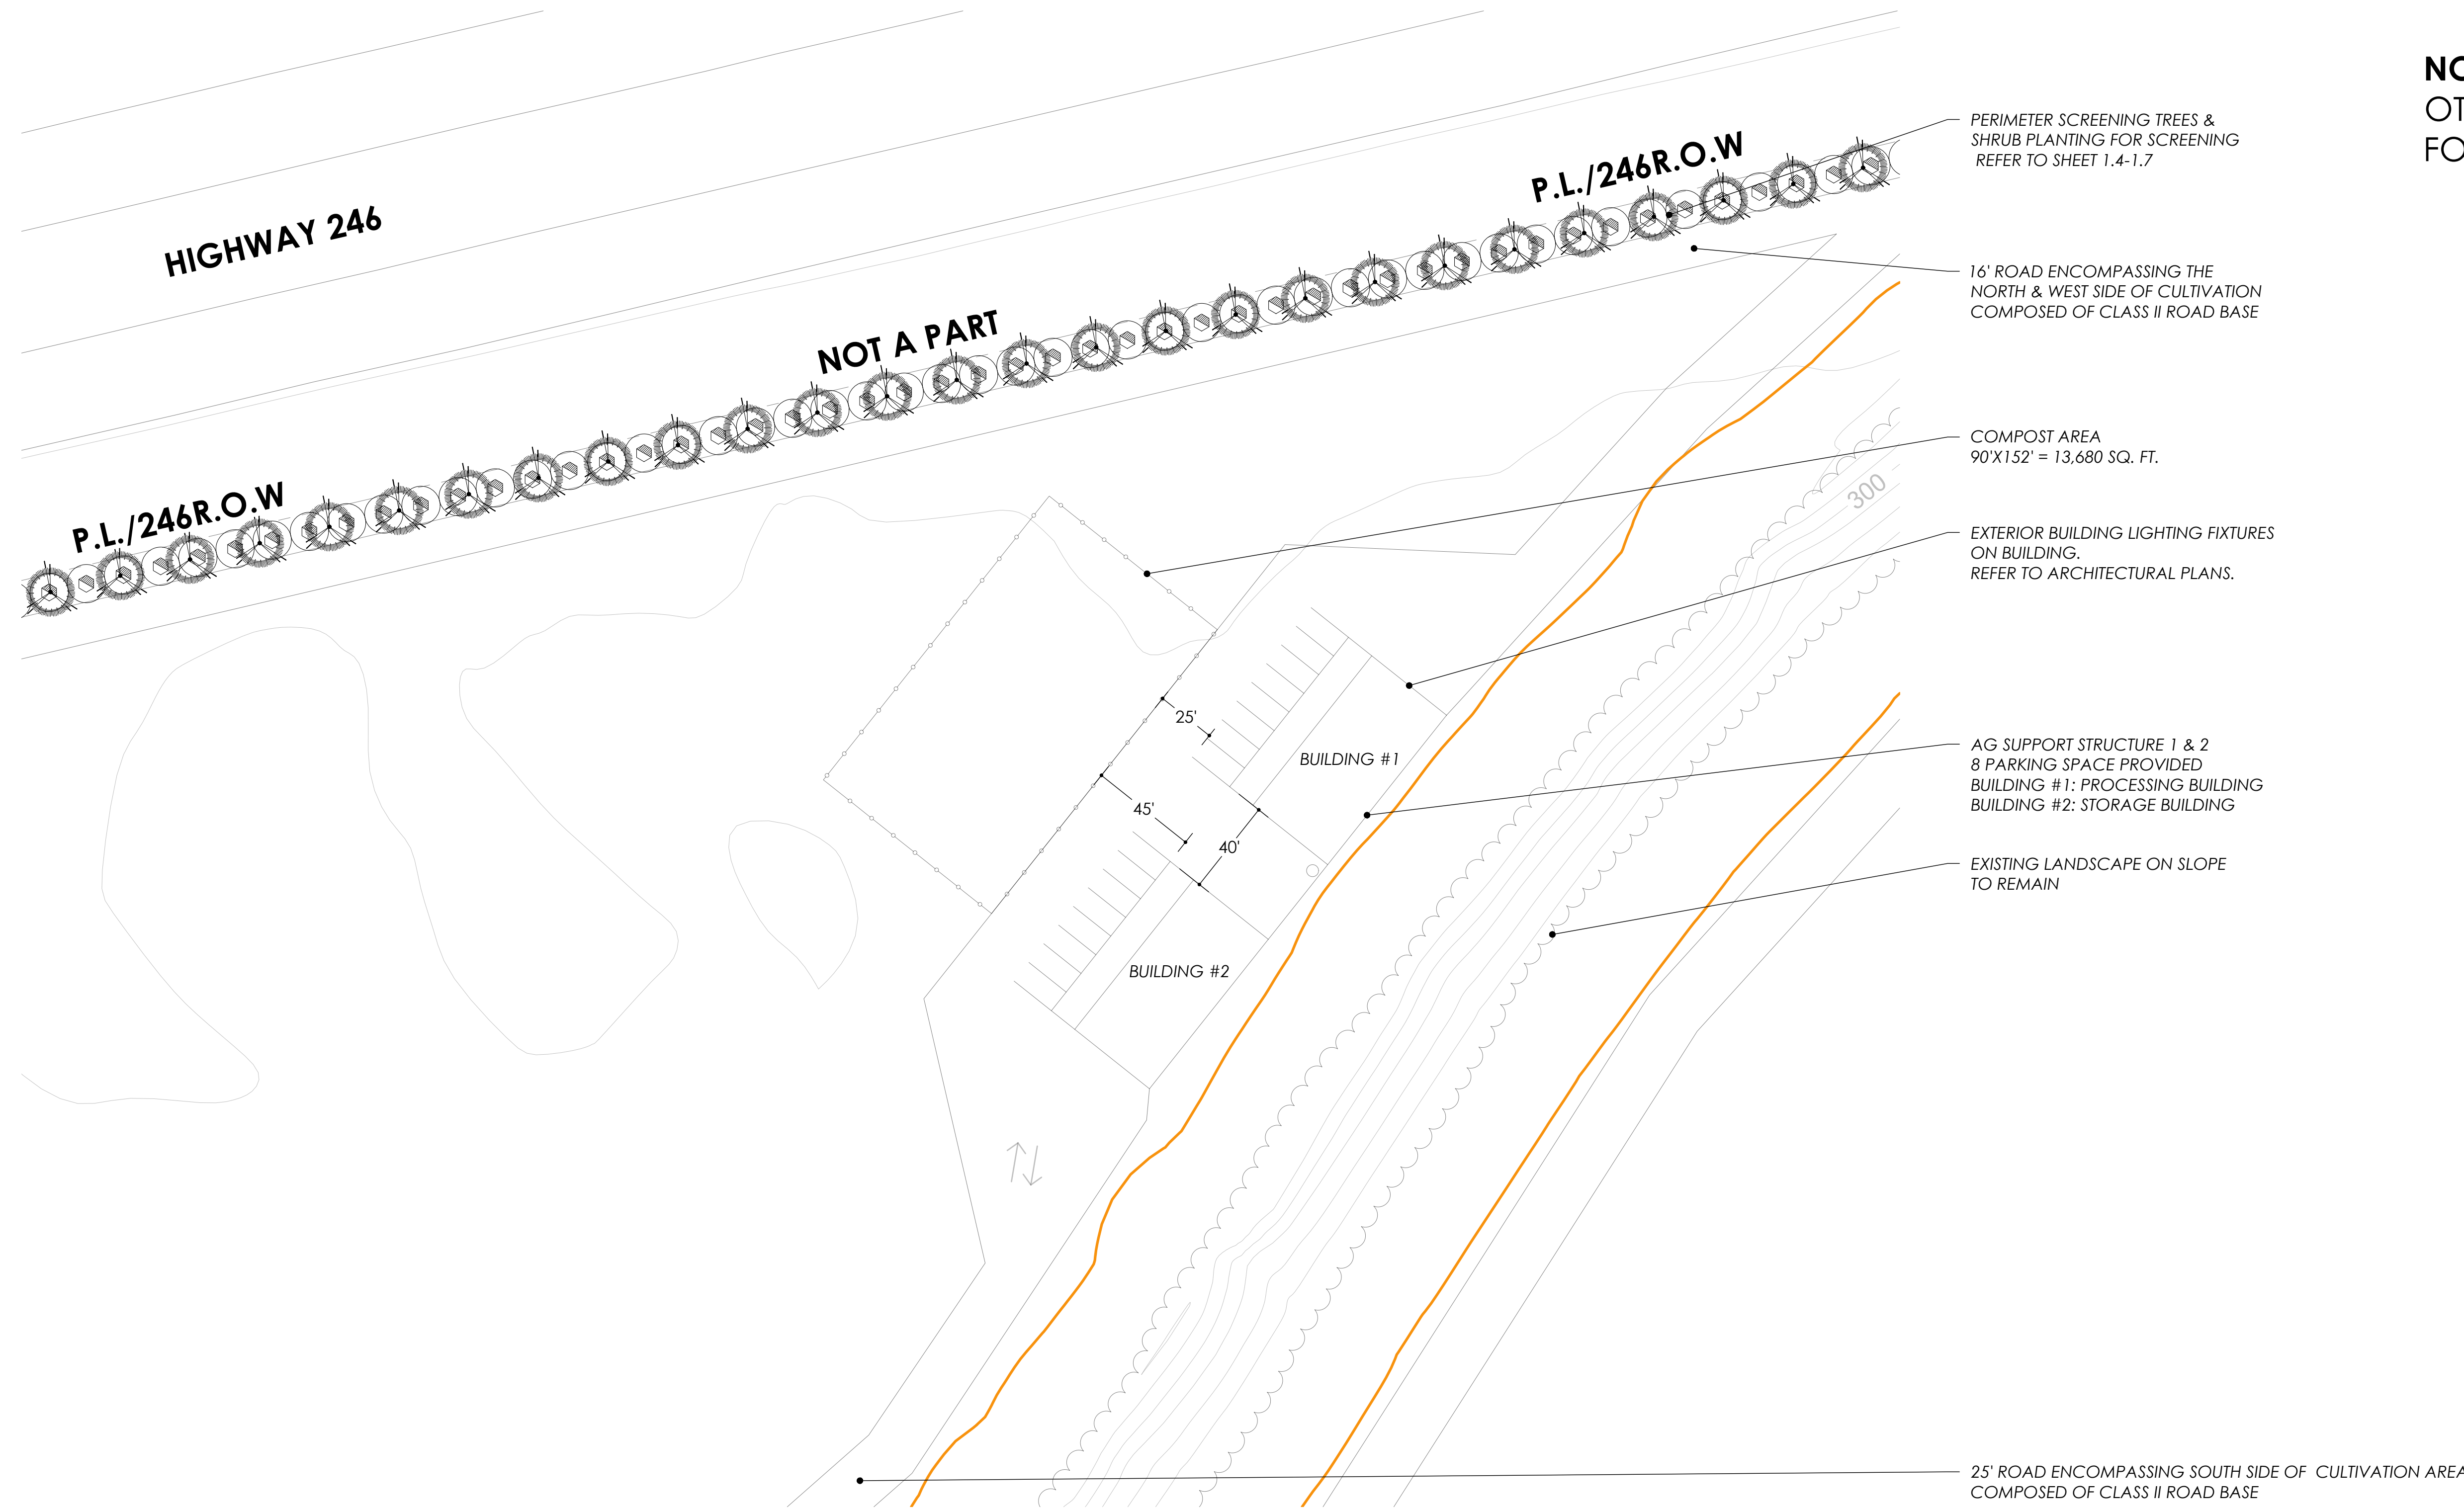 HIGHWAY 246
P.L./246R.O.W
NOT A PART
P.L./246R.O.W
PERIMETER SCREENING TREES &
SHRUB PLANTING FOR SCREENING
REFER TO SHEET 1.4-1.7
16' ROAD ENCOMPASSING THE
NORTH & WEST SIDE OF CULTIVATION
COMPOSED OF CLASS II ROAD BASE
COMPOST AREA
90'X152' = 13,680 SQ. FT.
300
EXTERIOR BUILDING LIGHTING FIXTURES
ON BUILDING.
REFER TO ARCHITECTURAL PLANS.
25'
BUILDING #1
45'
40'
BUILDING #2
AG SUPPORT STRUCTURE 1 & 2
8 PARKING SPACE PROVIDED
BUILDING #1: PROCESSING BUILDING
BUILDING #2: STORAGE BUILDING
EXISTING LANDSCAPE ON SLOPE
TO REMAIN
25' ROAD ENCOMPASSING SOUTH SIDE OF CULTIVATION AREA
COMPOSED OF CLASS II ROAD BASE